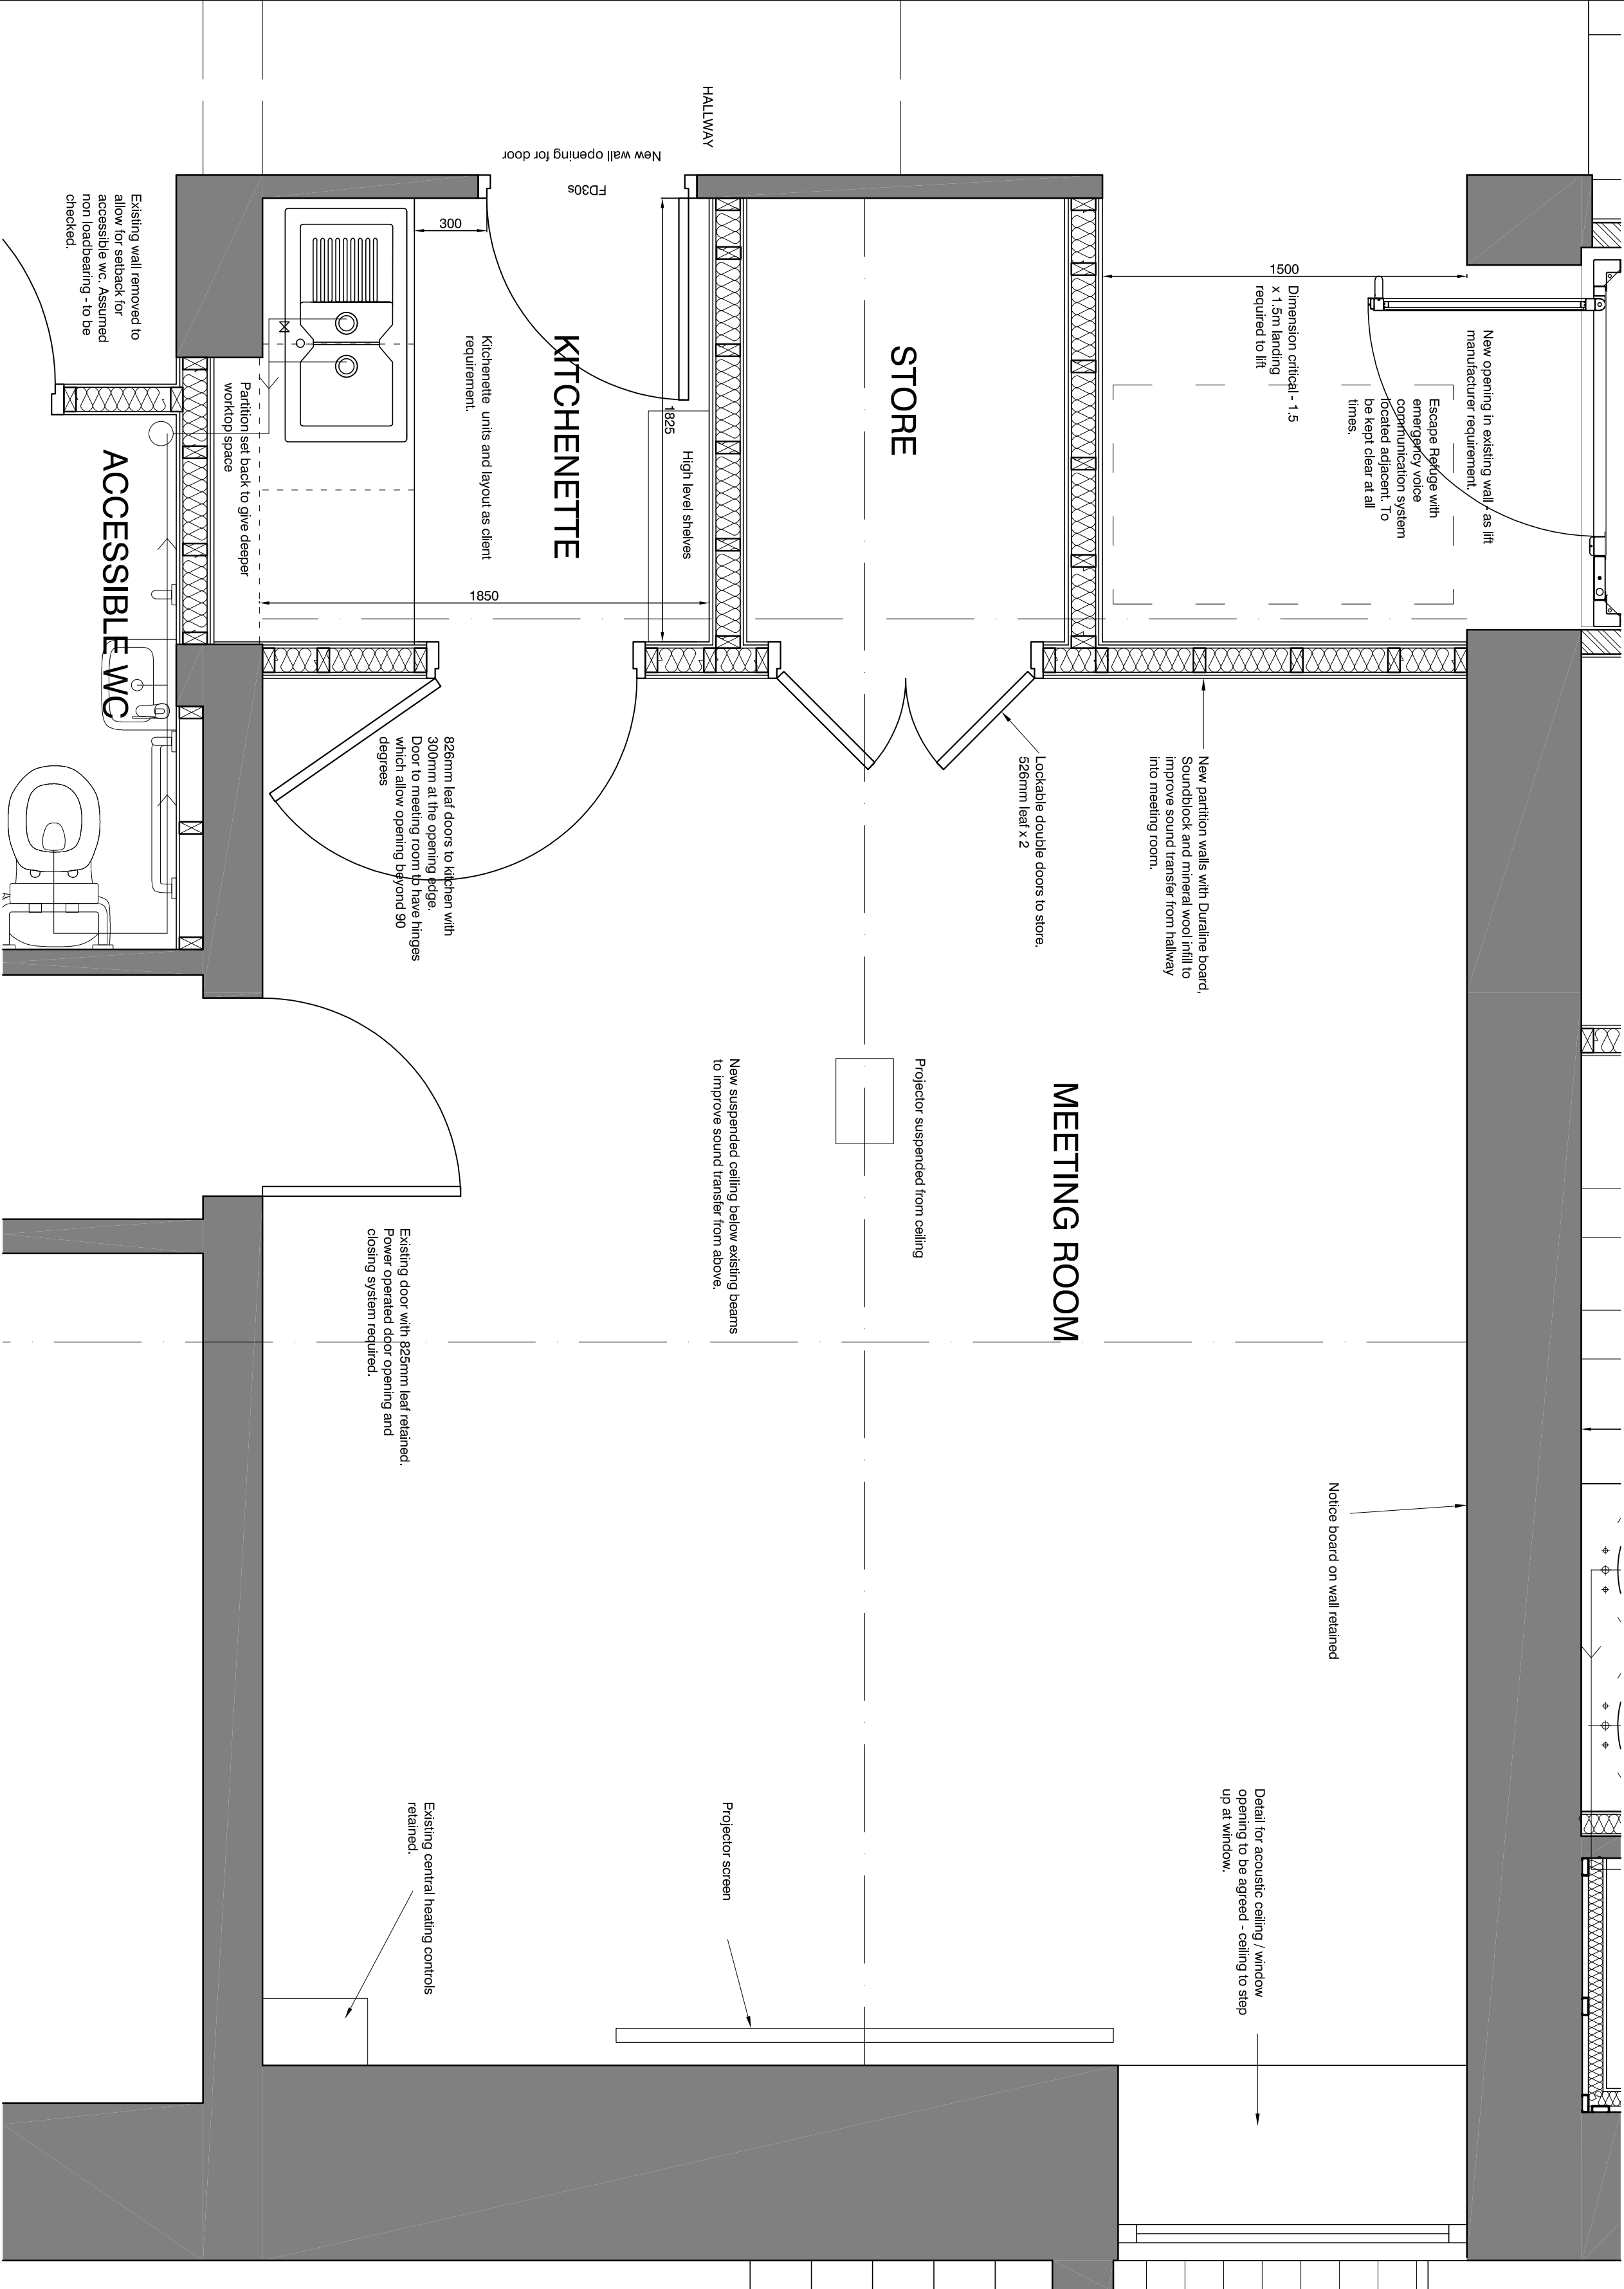 HALLWAY
New wall opening for door
FD30s
Existing wall removed to
allow for setback for
accessible wc. Assumed
non loadbearing - to be
checked.
300
1500
Dimension critical - 1.5
x 1.5m landing
required to lift
New opening in existing wall - as lift
manufacturer requirement.
Escape Refuge with
emergency voice
communication system
located adjacent. To
be kept clear at all
times.
STORE
KITCHENETTE
Kitchenette units and layout as client
requirement.
1825
High level shelves
1850
Partition set back to give deeper
worktop space
ACCESSIBLE WC
826mm leaf doors to kitchen with
300mm at the opening edge.
Door to meeting room to have hinges
which allow opening beyond 90
degrees
Lockable double doors to store.
526mm leaf x 2
New partition walls with Duraline board,
Soundblock and mineral wool infill to
improve sound transfer from hallway
into meeting room.
MEETING ROOM
Projector suspended from ceiling
New suspended ceiling below existing beams
to improve sound transfer from above.
Existing door with 825mm leaf retained.
Power operated door opening and
closing system required.
Notice board on wall retained
Detail for acoustic ceiling / window
opening to be agreed - ceiling to step
up at window.
Projector screen
Existing central heating controls
retained.